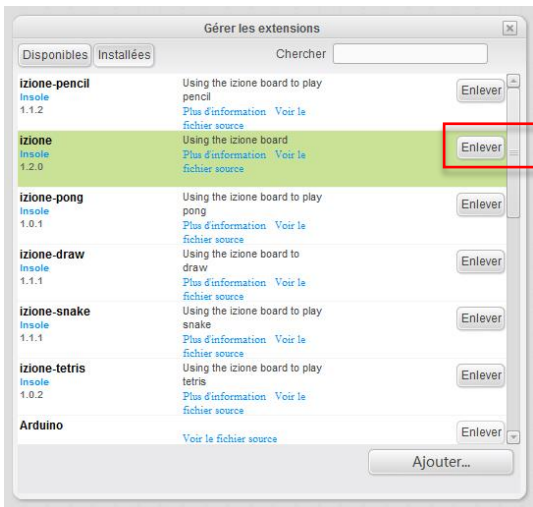 Gérer les extensions
Disponibles Installées Chercher
izione-pencil
Insole
1.1.2
Using the izione board to play
pencil
Plus d'information Voir le
fichier source
Enlever
izione
Insole
1.2.0
Using the izione board
Plus d'information Voir le
fichier source
Enlever
izione-pong
Insole
1.0.1
Using the izione board to play
pong
Plus d'information Voir le
fichier source
Enlever
izione-draw
Insole
1.1.1
Using the izione board to
draw
Plus d'information Voir le
fichier source
Enlever
izione-snake
Insole
1.1.1
Using the izione board to play
snake
Plus d'information Voir le
fichier source
Enlever
izione-tetris
Insole
1.0.2
Using the izione board to play
tetris
Plus d'information Voir le
fichier source
Enlever
Arduino
Voir le fichier source
Enlever
Ajouter...